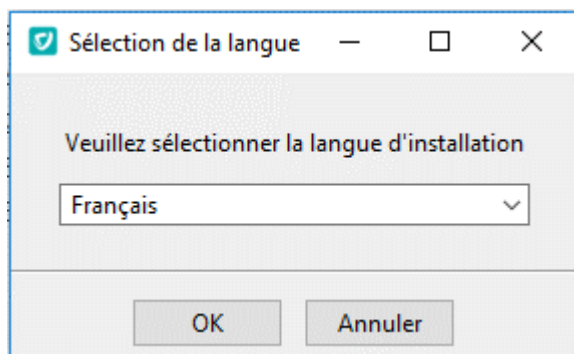 Sélection de la langue
Veuillez sélectionner la langue d'installation
Français
OK Annuler